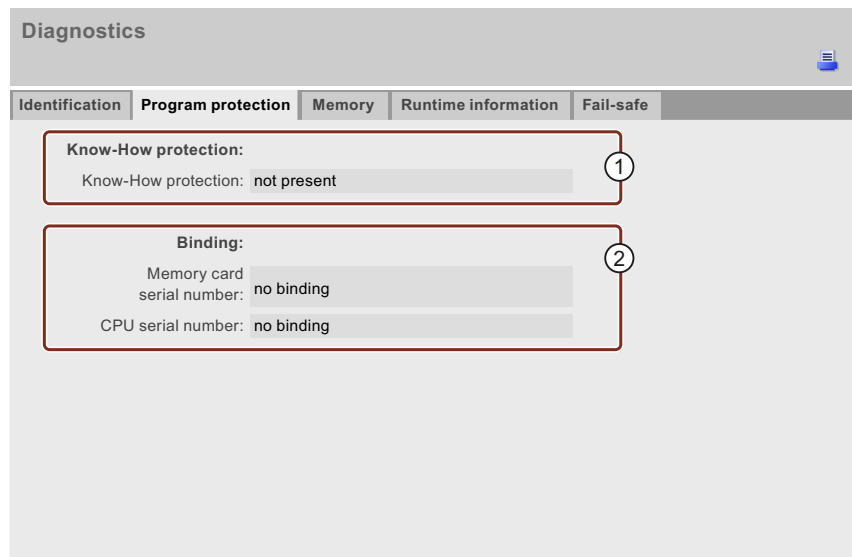 Diagnostics
Identification Program protection Memory Runtime information Fail-safe
Know-How protection:
Know-How protection: not present
1
Binding:
Memory card
serial number: no binding
2
CPU serial number: no binding